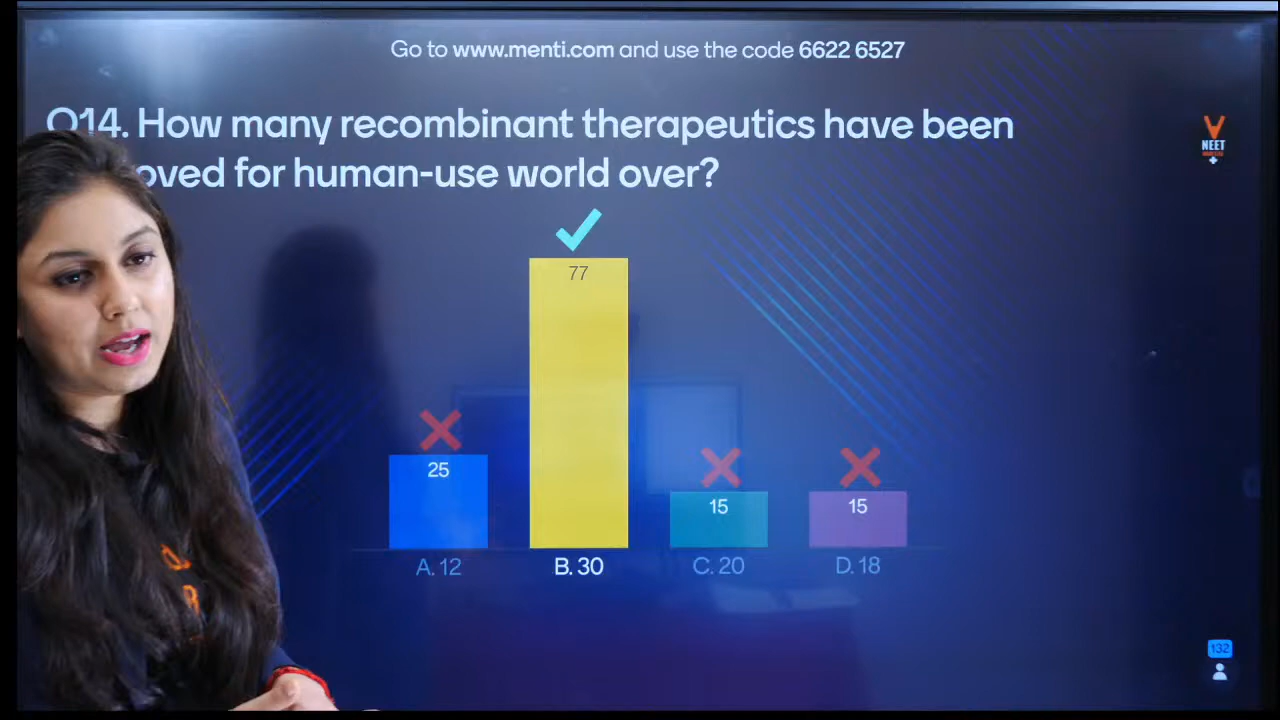 Go to www.menti.com and use the code 6622 6527
Q14. How many recombinant therapeutics have been
for human-use world over?
77
25
15
15
A. 12
B. 30
C. 20
D. 18
V
NEET
132